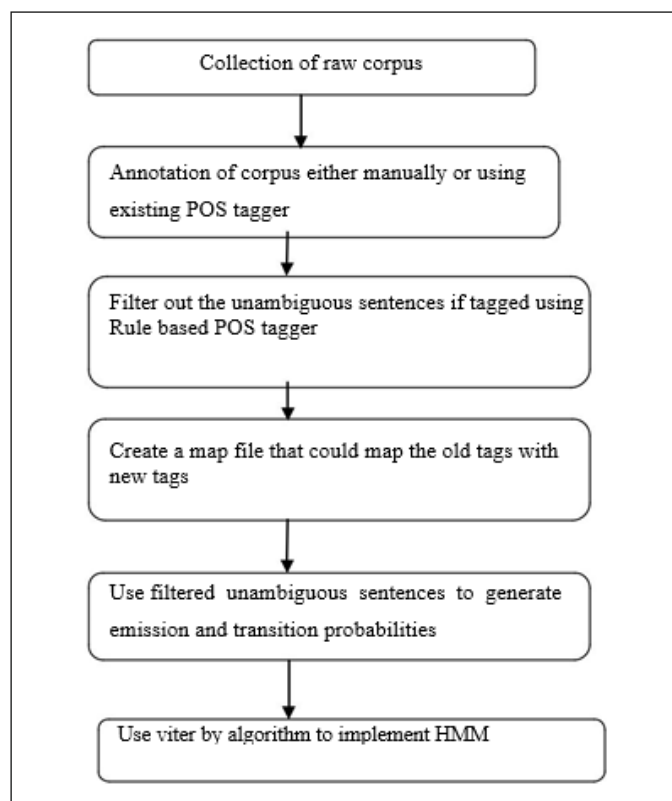 Collection of raw corpus
Annotation of corpus either manually or using
existing POS tagger
Filter out the unambiguous sentences if tagged using
Rule based POS tagger
Create a map file that could map the old tags with
new tags
Use filtered unambiguous sentences to generate
emission and transition probabilities
Use viter by algorithm to implement HMM